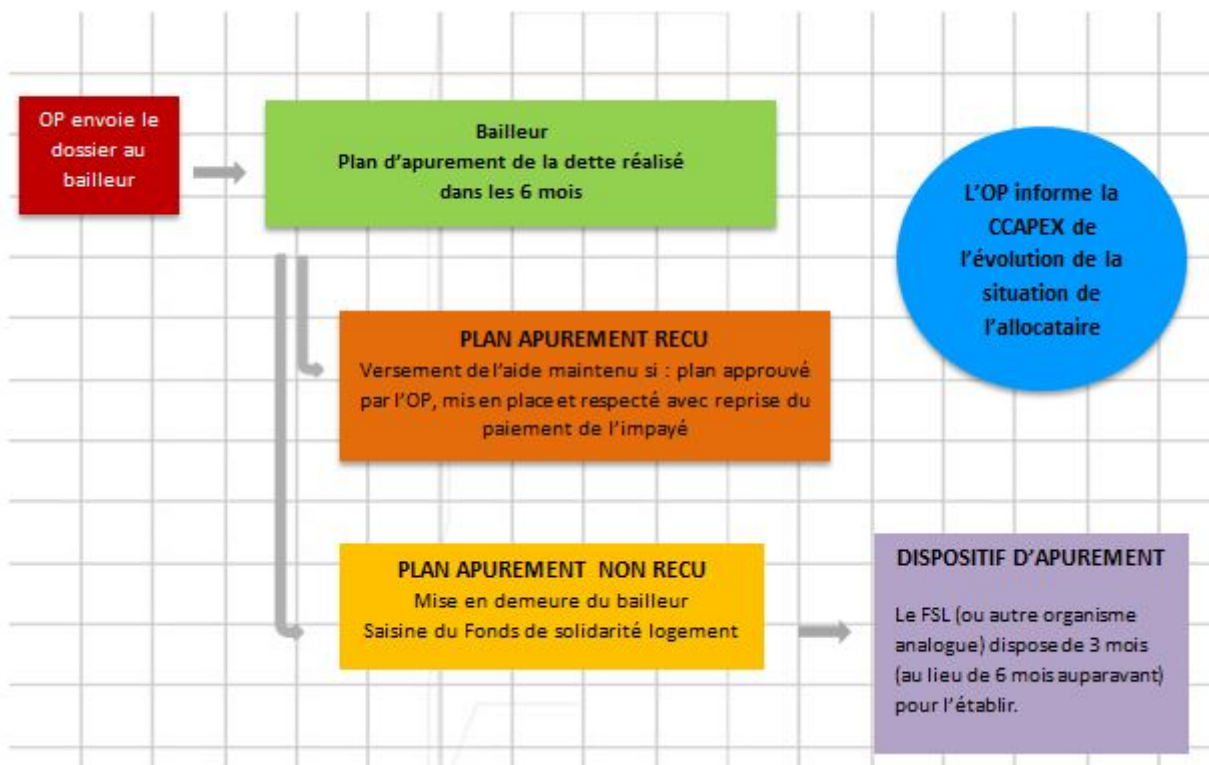 OP envoie le
dossier au
bailleur
Bailleur
Plan d'apurement de la dette réalisé
dans les 6 mois
L'OP informe la
CCAPEX de
l'évolution de la
situation de
l'allocataire
PLAN APUREMENT RECU
Versement de l'aide maintenu si : plan approuvé
par l'OP, mis en place et respecté avec reprise du
paiement de l'impayé
PLAN APUREMENT NON RECU
Mise en demeure du bailleur
Saisine du Fonds de solidarité logement
DISPOSITIF D'APUREMENT
Le FSL (ou autre organisme
analogue) dispose de 3 mois
(au lieu de 6 mois auparavant)
pour l'établir.